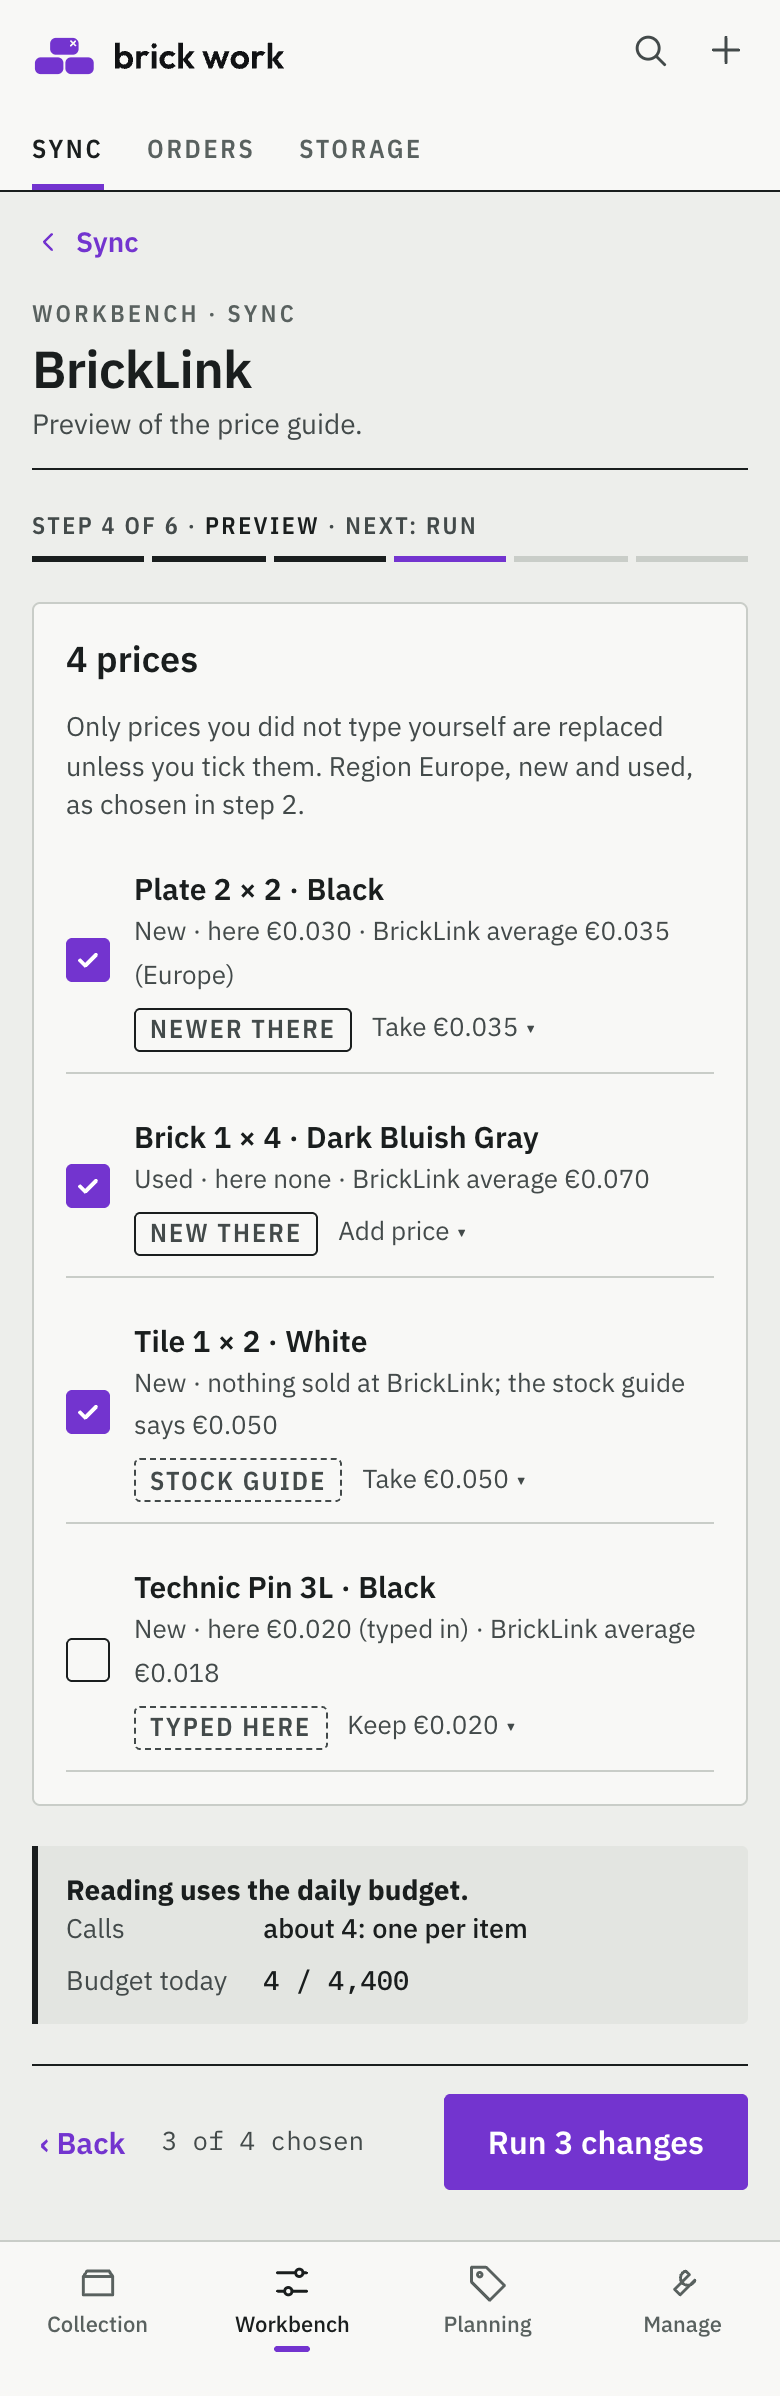 brick work
SYNC ORDERS STORAGE
Sync
WORKBENCH · SYNC
BrickLink
Preview of the price guide.
STEP 4 OF 6 · PREVIEW · NEXT: RUN
4 prices
Only prices you did not type yourself are replaced
unless you tick them. Region Europe, new and used,
as chosen in step 2.
Plate 2 × 2 · Black
New · here €0.030 · BrickLink average €0.035
(Europe)
NEWER THERE Take €0.035 ▾
Brick 1 × 4 · Dark Bluish Gray
Used · here none · BrickLink average €0.070
NEW THERE Add price ▾
Tile 1 × 2 · White
New · nothing sold at BrickLink; the stock guide
says €0.050
STOCK GUIDE Take €0.050 ▾
Technic Pin 3L · Black
New · here €0.020 (typed in) · BrickLink average
€0.018
TYPED HERE Keep €0.020 ▾
Reading uses the daily budget.
Calls about 4: one per item
Budget today 4 / 4,400
‹ Back 3 of 4 chosen Run 3 changes
Collection Workbench Planning Manage